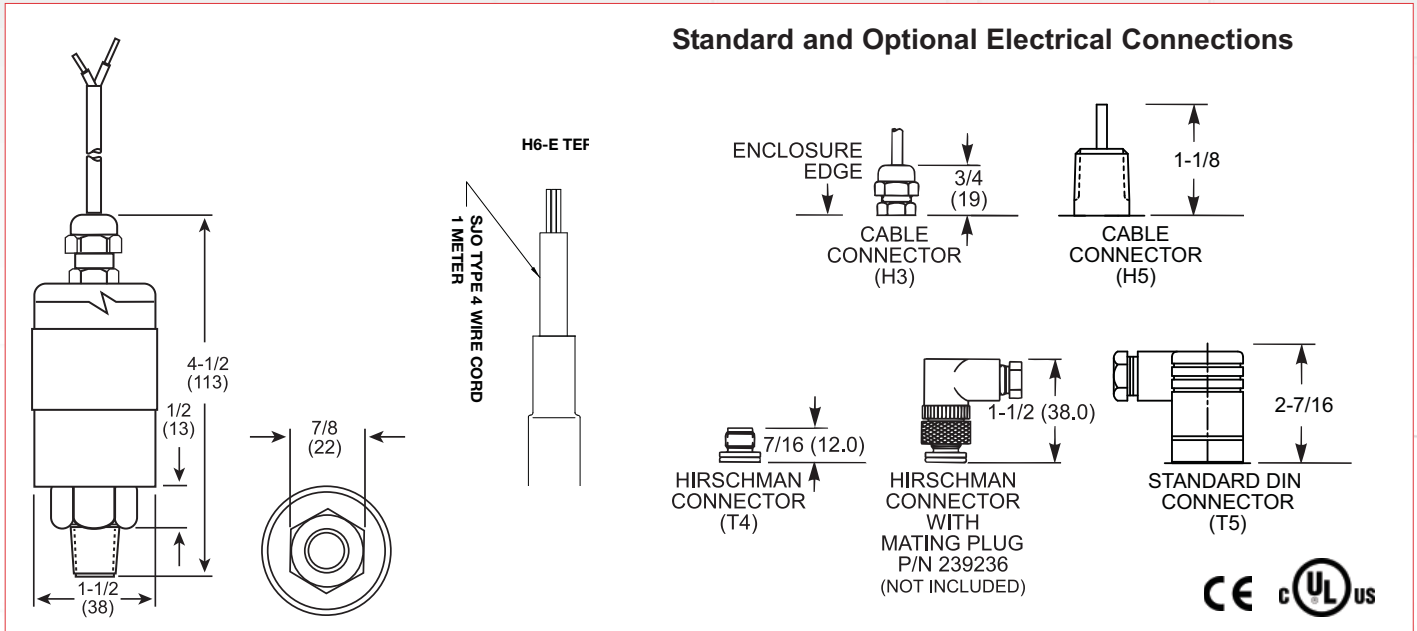 Standard and Optional Electrical Connections
4-1/2
(113)
1/2
(13)
1-1/2
(38)
7/8
(22)
H6-E TEF
SJO TYPE 4 WIRE CORD
1 METER
ENCLOSURE
EDGE
3/4
(19)
CABLE
CONNECTOR
(H3)
1-1/8
CABLE
CONNECTOR
(H5)
7/16 (12.0)
HIRSCHMAN
CONNECTOR
(T4)
1-1/2 (38.0)
HIRSCHMAN
CONNECTOR
WITH
MATING PLUG
P/N 239236
(NOT INCLUDED)
2-7/16
STANDARD DIN
CONNECTOR
(T5)
CE
c UL ® US